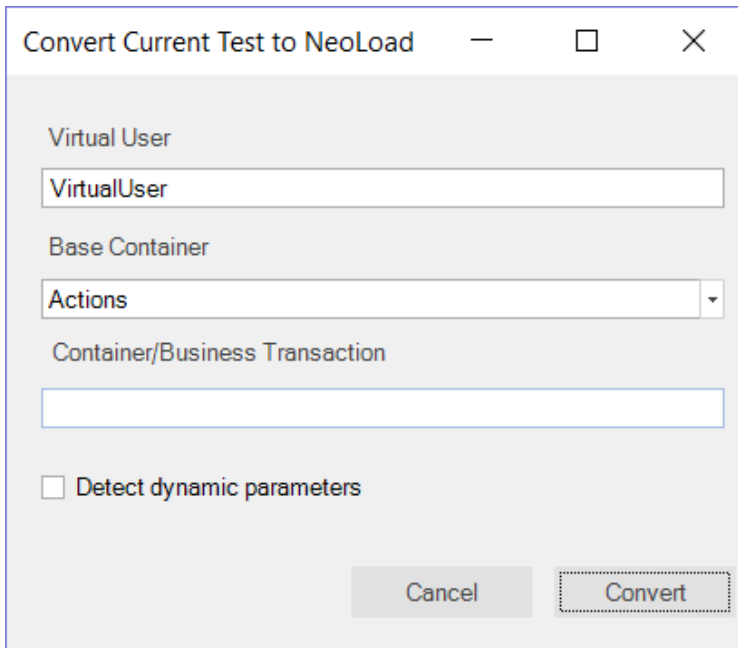 Convert Current Test to NeoLoad
Virtual User
VirtualUser
Base Container
Actions
Container/Business Transaction
Detect dynamic parameters
Cancel Convert